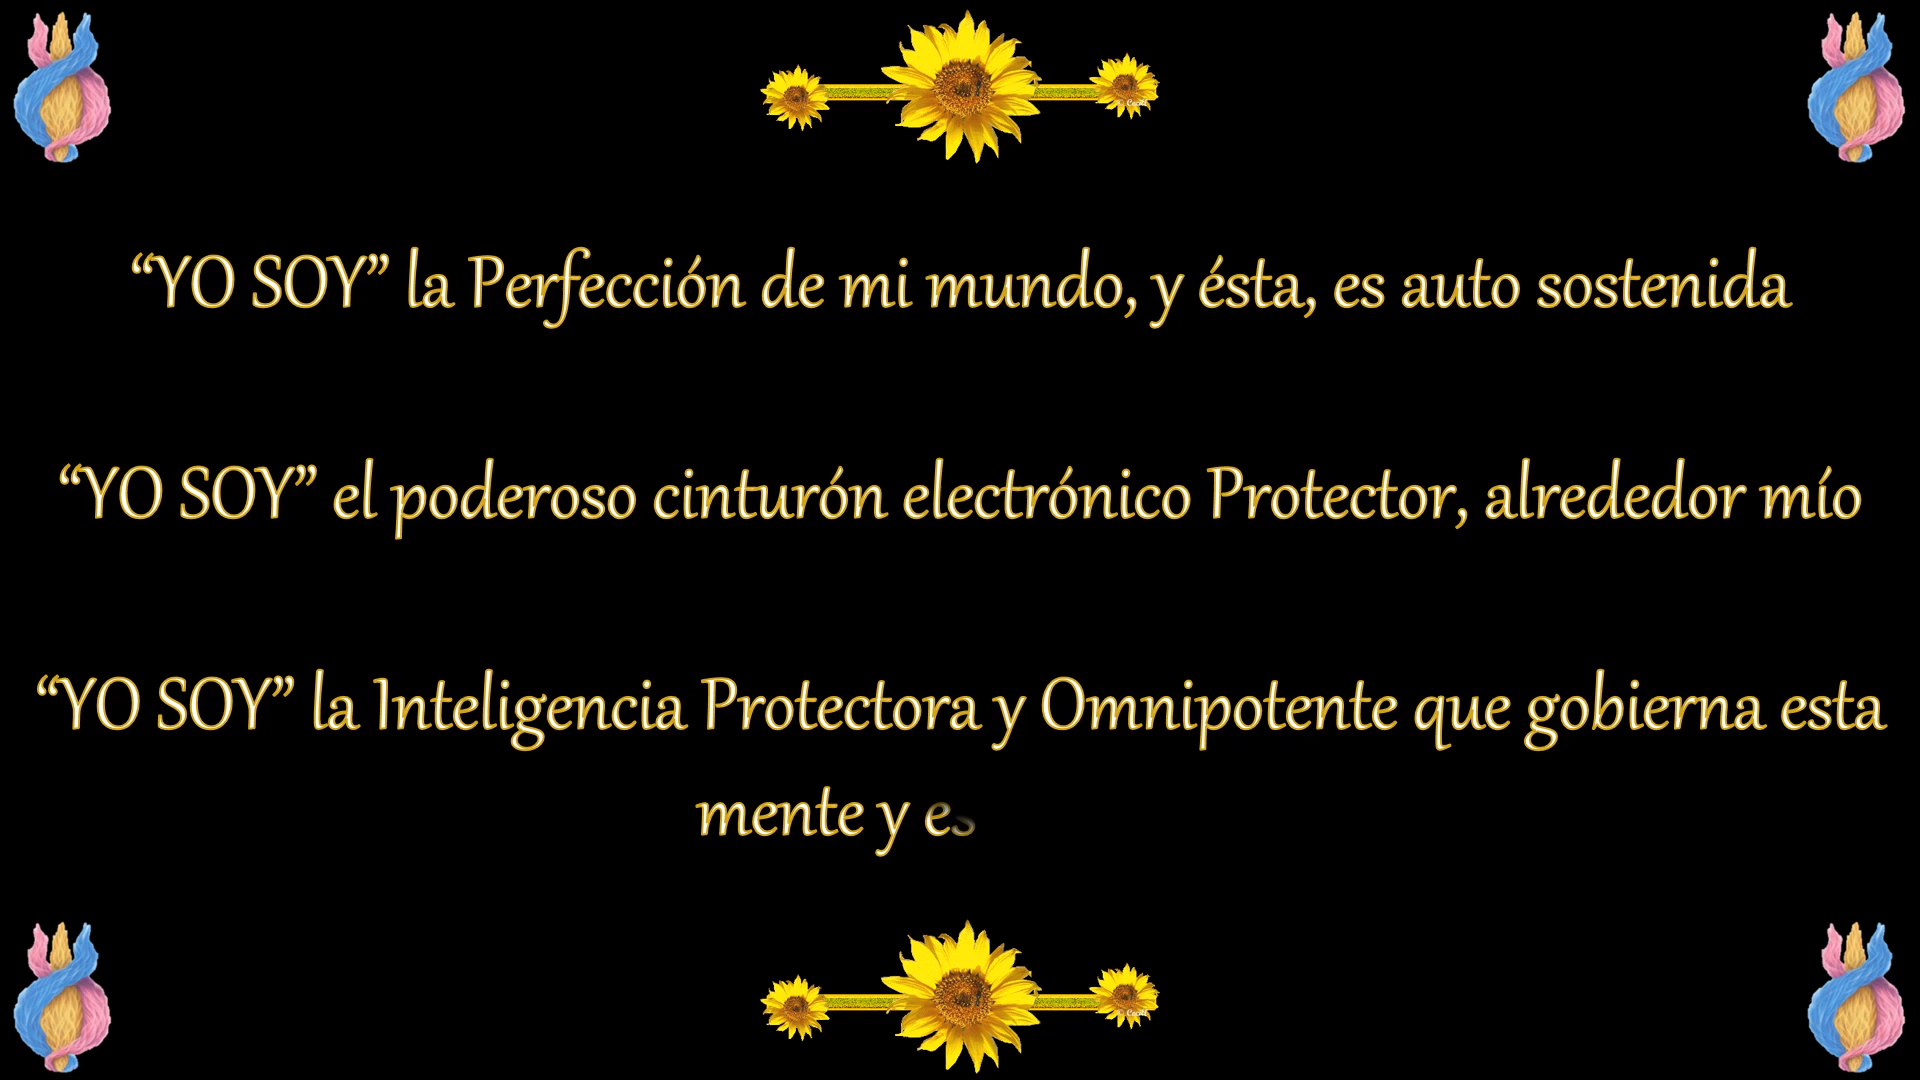 “YO SOY” la Perfección de mi mundo, y ésta, es auto sostenida
“YO SOY” el poderoso cinturón electrónico Protector, alrededor mío
“YO SOY” la Inteligencia Protectora y Omnipotente que gobierna esta
mente y es